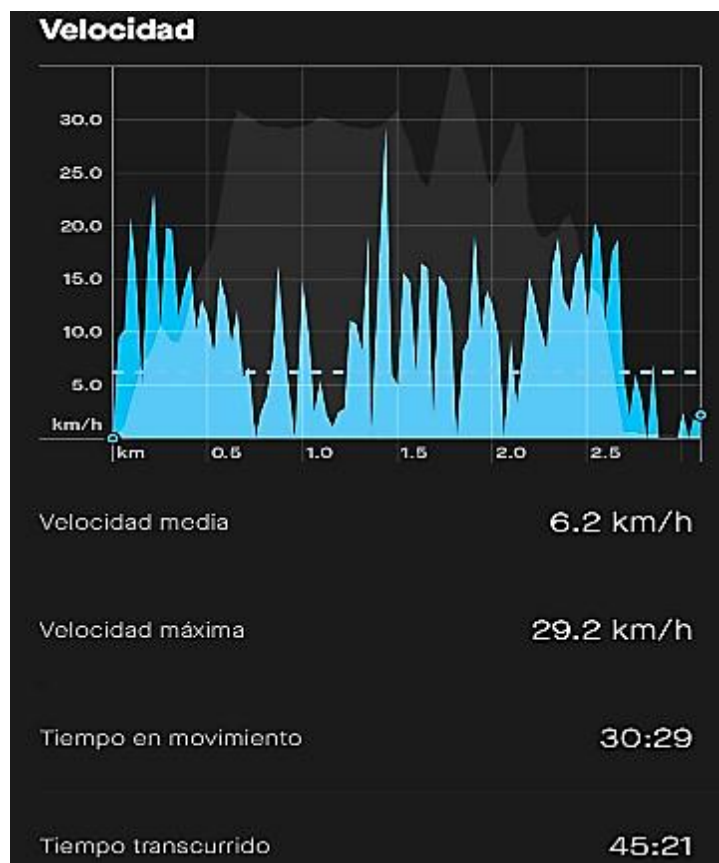 Velocidad
30.0
25.0
20.0
15.0
10.0
5.0
km/h
km 0.5 1.0 1.5 2.0 2.5
Velocidad media 6.2 km/h
Velocidad máxima 29.2 km/h
Tiempo en movimiento 30:29
Tiempo transcurrido 45:21